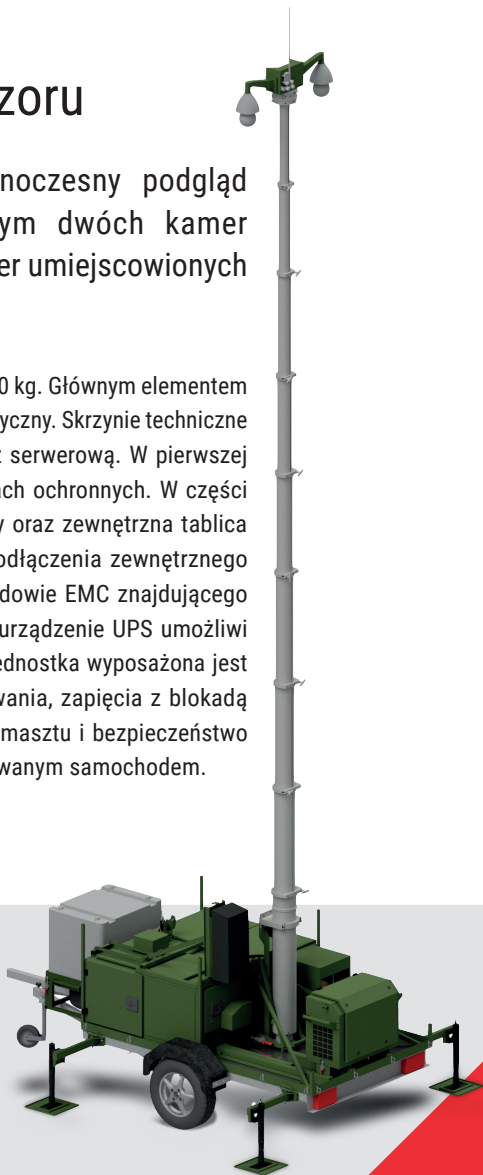 zoru
noczesny podgląd
ym dwóch kamer
er umiejscowionych
0 kg. Głównym elementem
yczny. Skrzynie techniczne
z serwerową. W pierwszej
ach ochronnych. W części
y oraz zewnętrzna tablica
odłączenia zewnętrznego
dowie EMC znajdującego
urządzenie UPS umożliwi
ednostka wyposażona jest
wania, zapięcia z blokadą
masztu i bezpieczeństwo
wanym samochodem.